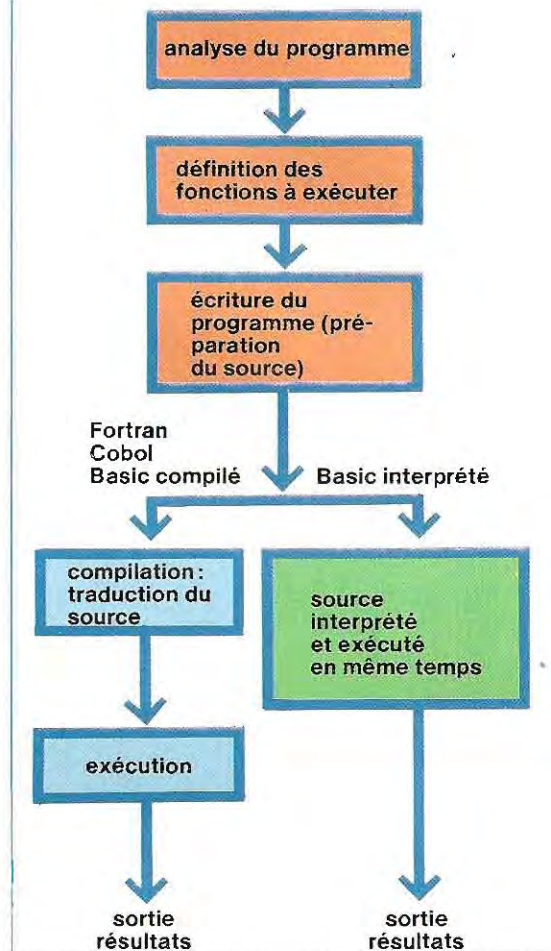 analyse du programme
définition des
fonctions à exécuter
écriture du
programme (pré-
paration
du source)
Fortran
Cobol
Basic compilé
Basic interprété
compilation :
traduction du
source
source
interprété
et exécuté
en même temps
exécution
sortie
résultats
sortie
résultats